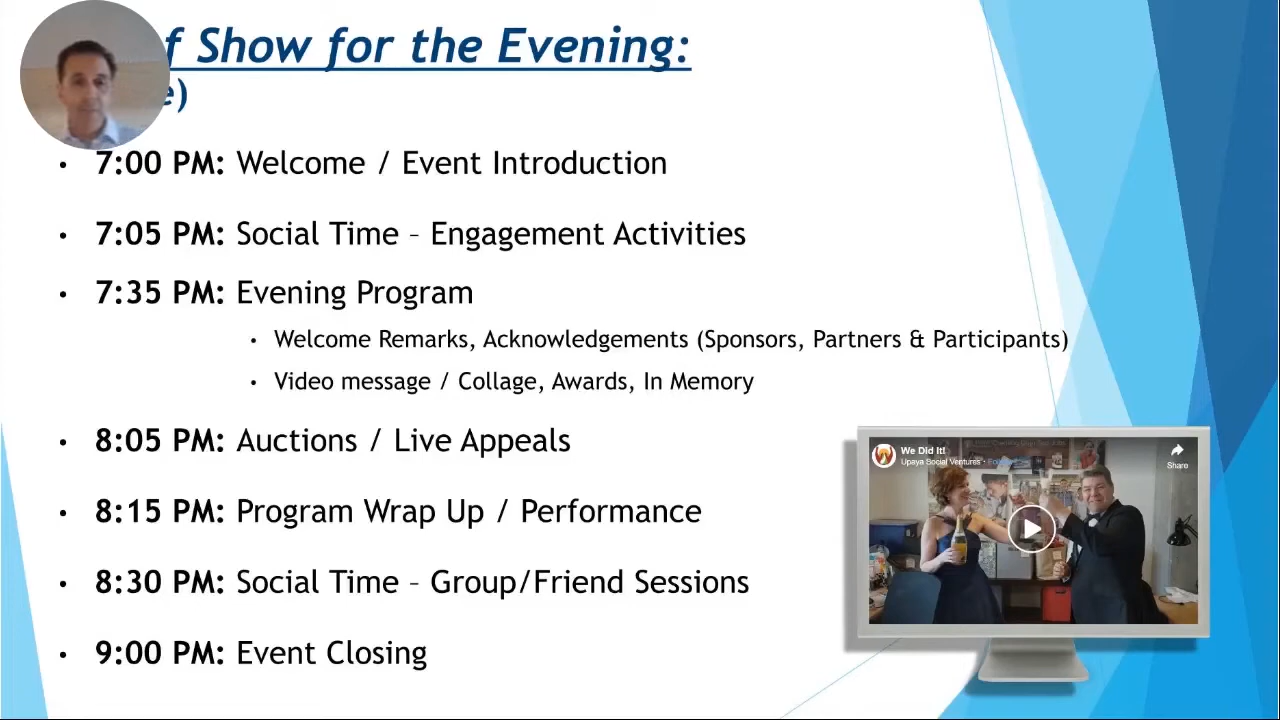 f Show for the Evening:
e)
• 7:00 PM: Welcome / Event Introduction
• 7:05 PM: Social Time – Engagement Activities
• 7:35 PM: Evening Program
• Welcome Remarks, Acknowledgements (Sponsors, Partners & Participants)
• Video message / Collage, Awards, In Memory
• 8:05 PM: Auctions / Live Appeals
• 8:15 PM: Program Wrap Up / Performance
• 8:30 PM: Social Time – Group/Friend Sessions
• 9:00 PM: Event Closing
We Did It!
Upaya Social Ventures
Share